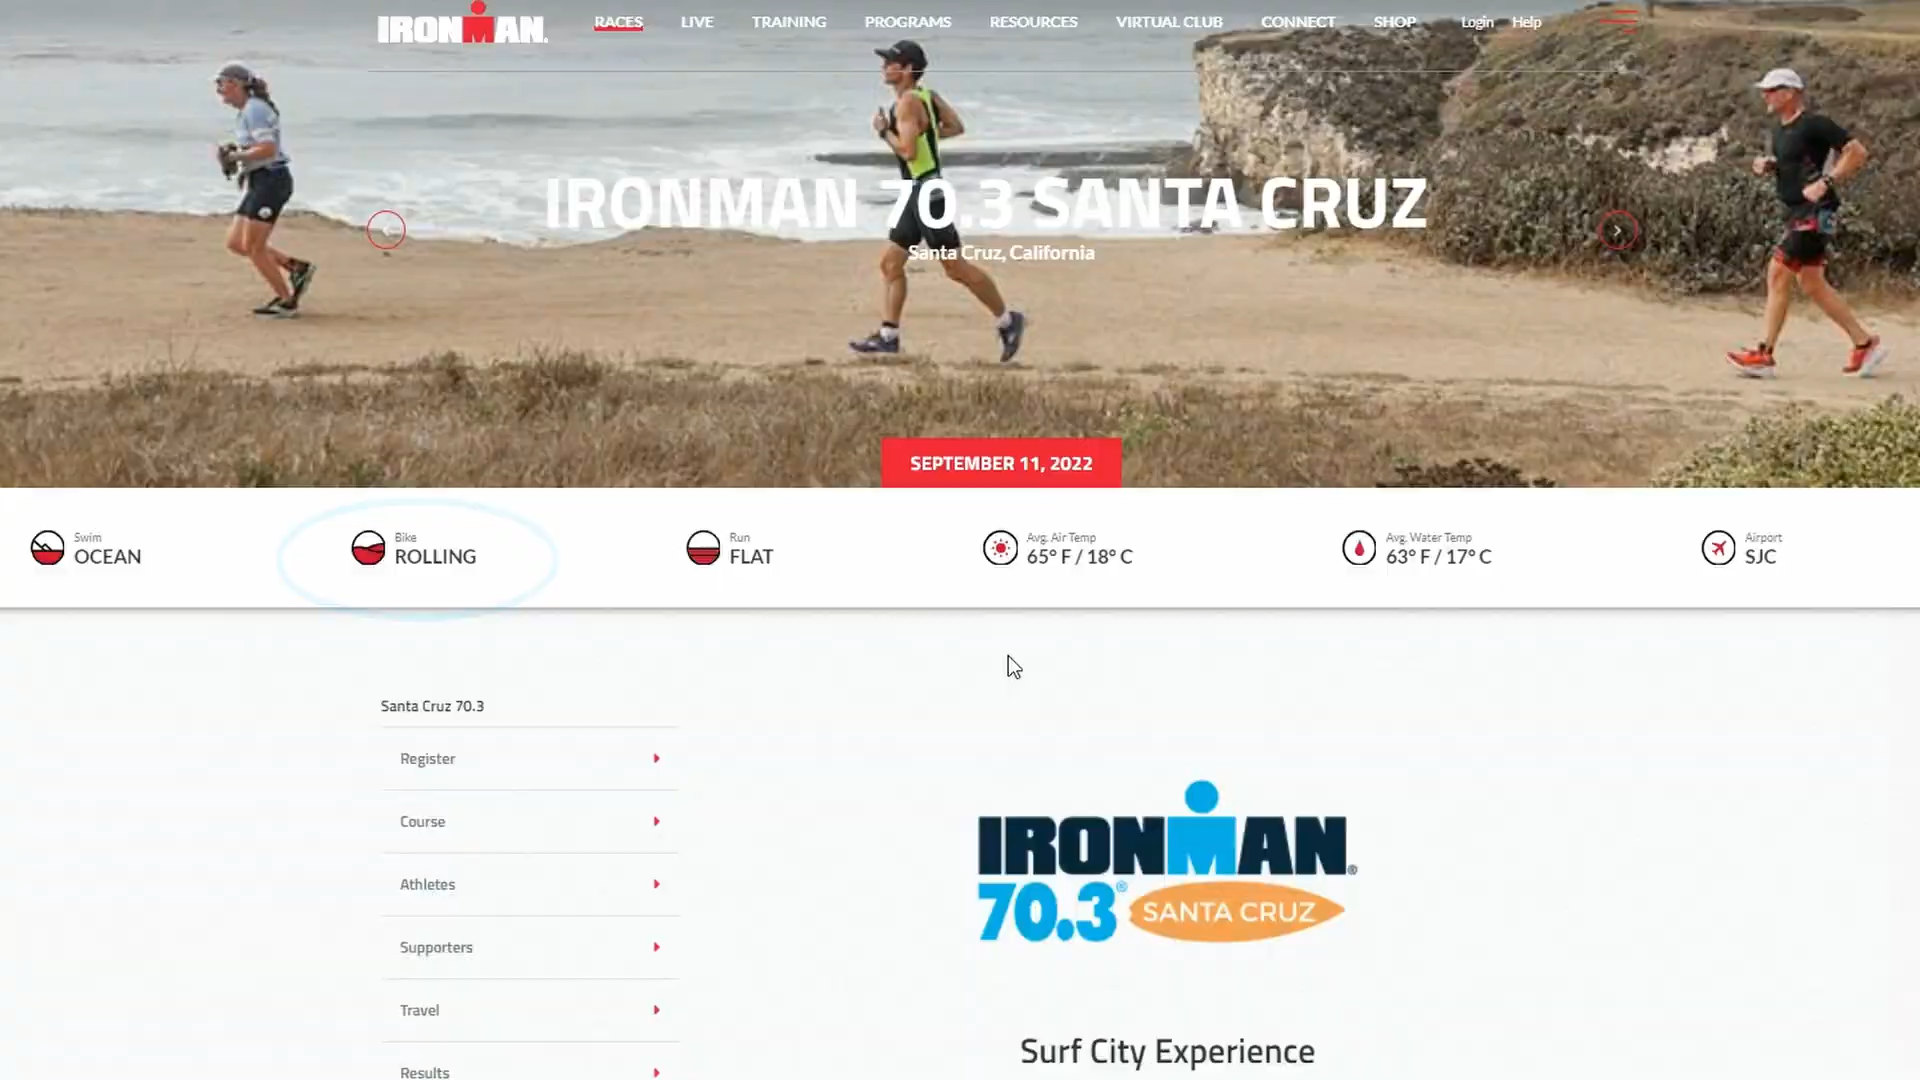 IRONMAN.
RACES LIVE TRAINING PROGRAMS RESOURCES VIRTUAL CLUB CONNECT SHOP Login Help
IRONMAN 70.3 SANTA CRUZ
Santa Cruz, California
SEPTEMBER 11, 2022
Swim
OCEAN
Bike
ROLLING
Run
FLAT
Avg. Air Temp
65° F / 18° C
Avg. Water Temp
63° F / 17° C
Airport
SJC
Santa Cruz 70.3
Register
Course
Athletes
Supporters
Travel
Results
IRONMAN®
70.3® SANTA CRUZ
Surf City Experience